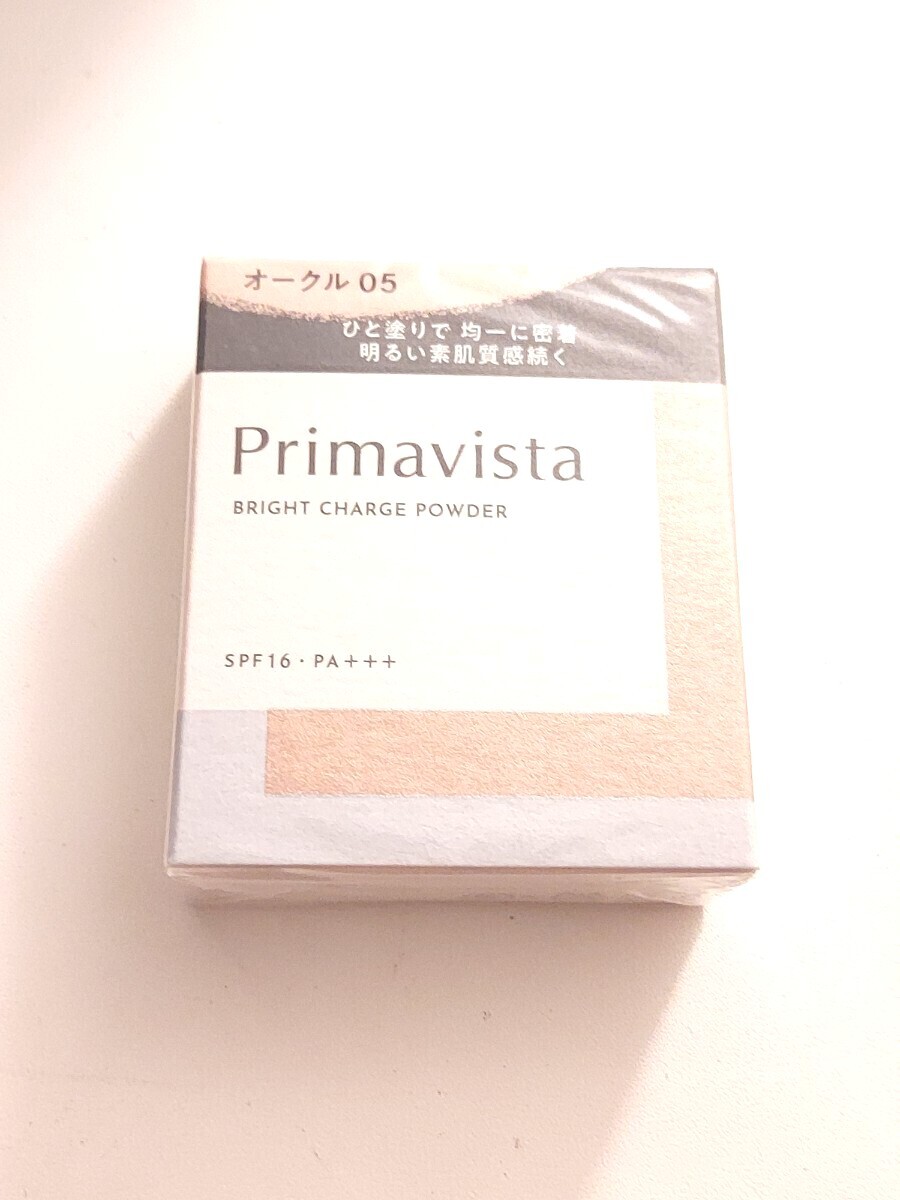 オークル 05
ひと塗りで 均一に密着
明るい素肌質感続く
Primavista
BRIGHT CHARGE POWDER
SPF16・PA+++